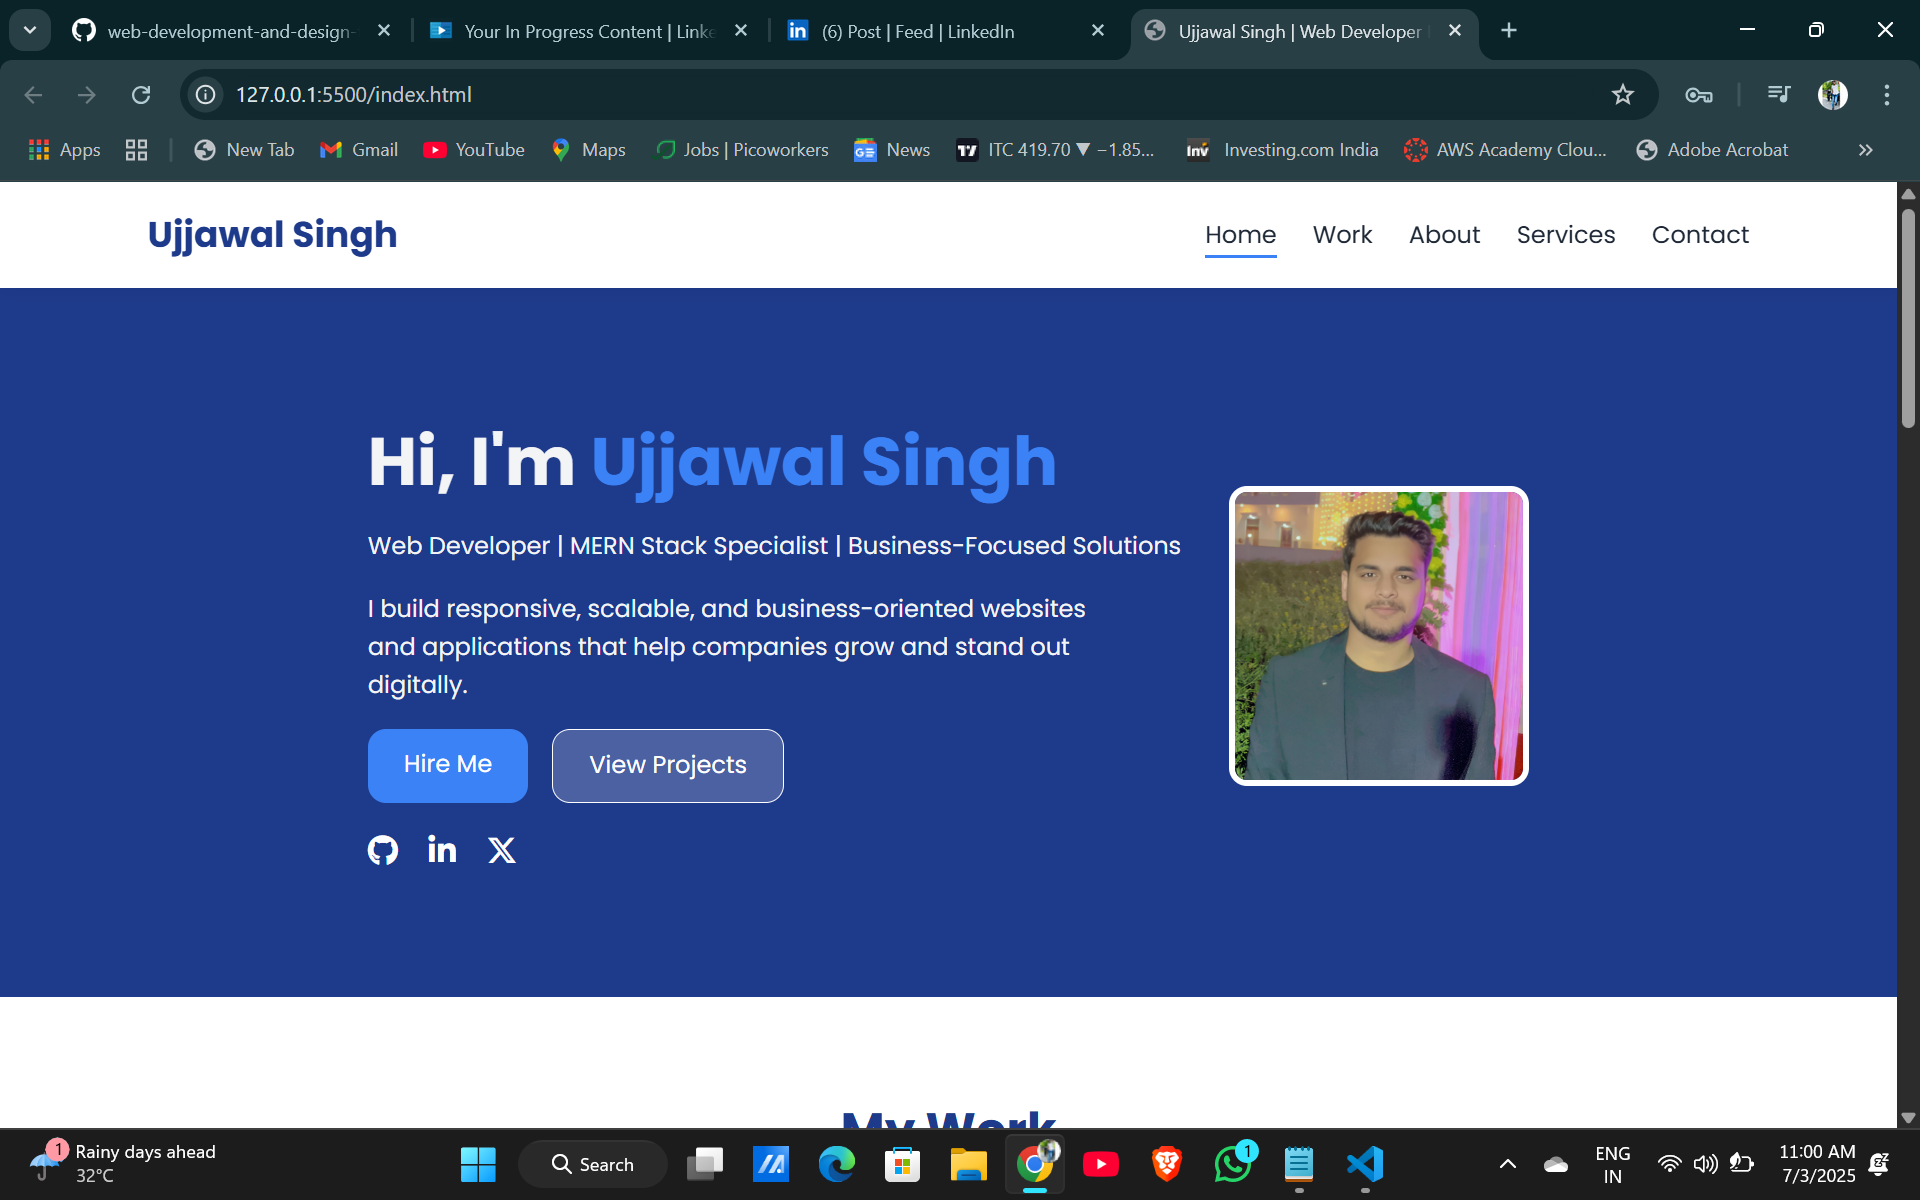 web-development-and-design-
Your In Progress Content | Linke
(6) Post | Feed | LinkedIn
Ujjawal Singh | Web Developer
127.0.0.1:5500/index.html
Apps
New Tab
Gmail
YouTube
Maps
Jobs | Picoworkers
News
ITC 419.70 ▼ −1.85...
Inv
Investing.com India
AWS Academy Clou...
Adobe Acrobat
Ujjawal Singh
Home
Work
About
Services
Contact
Hi, I'm Ujjawal Singh
Web Developer | MERN Stack Specialist | Business-Focused Solutions
I build responsive, scalable, and business-oriented websites
and applications that help companies grow and stand out
digitally.
Hire Me
View Projects
My Work
1
Rainy days ahead
32°C
Search
1
ENG
IN
11:00 AM
7/3/2025